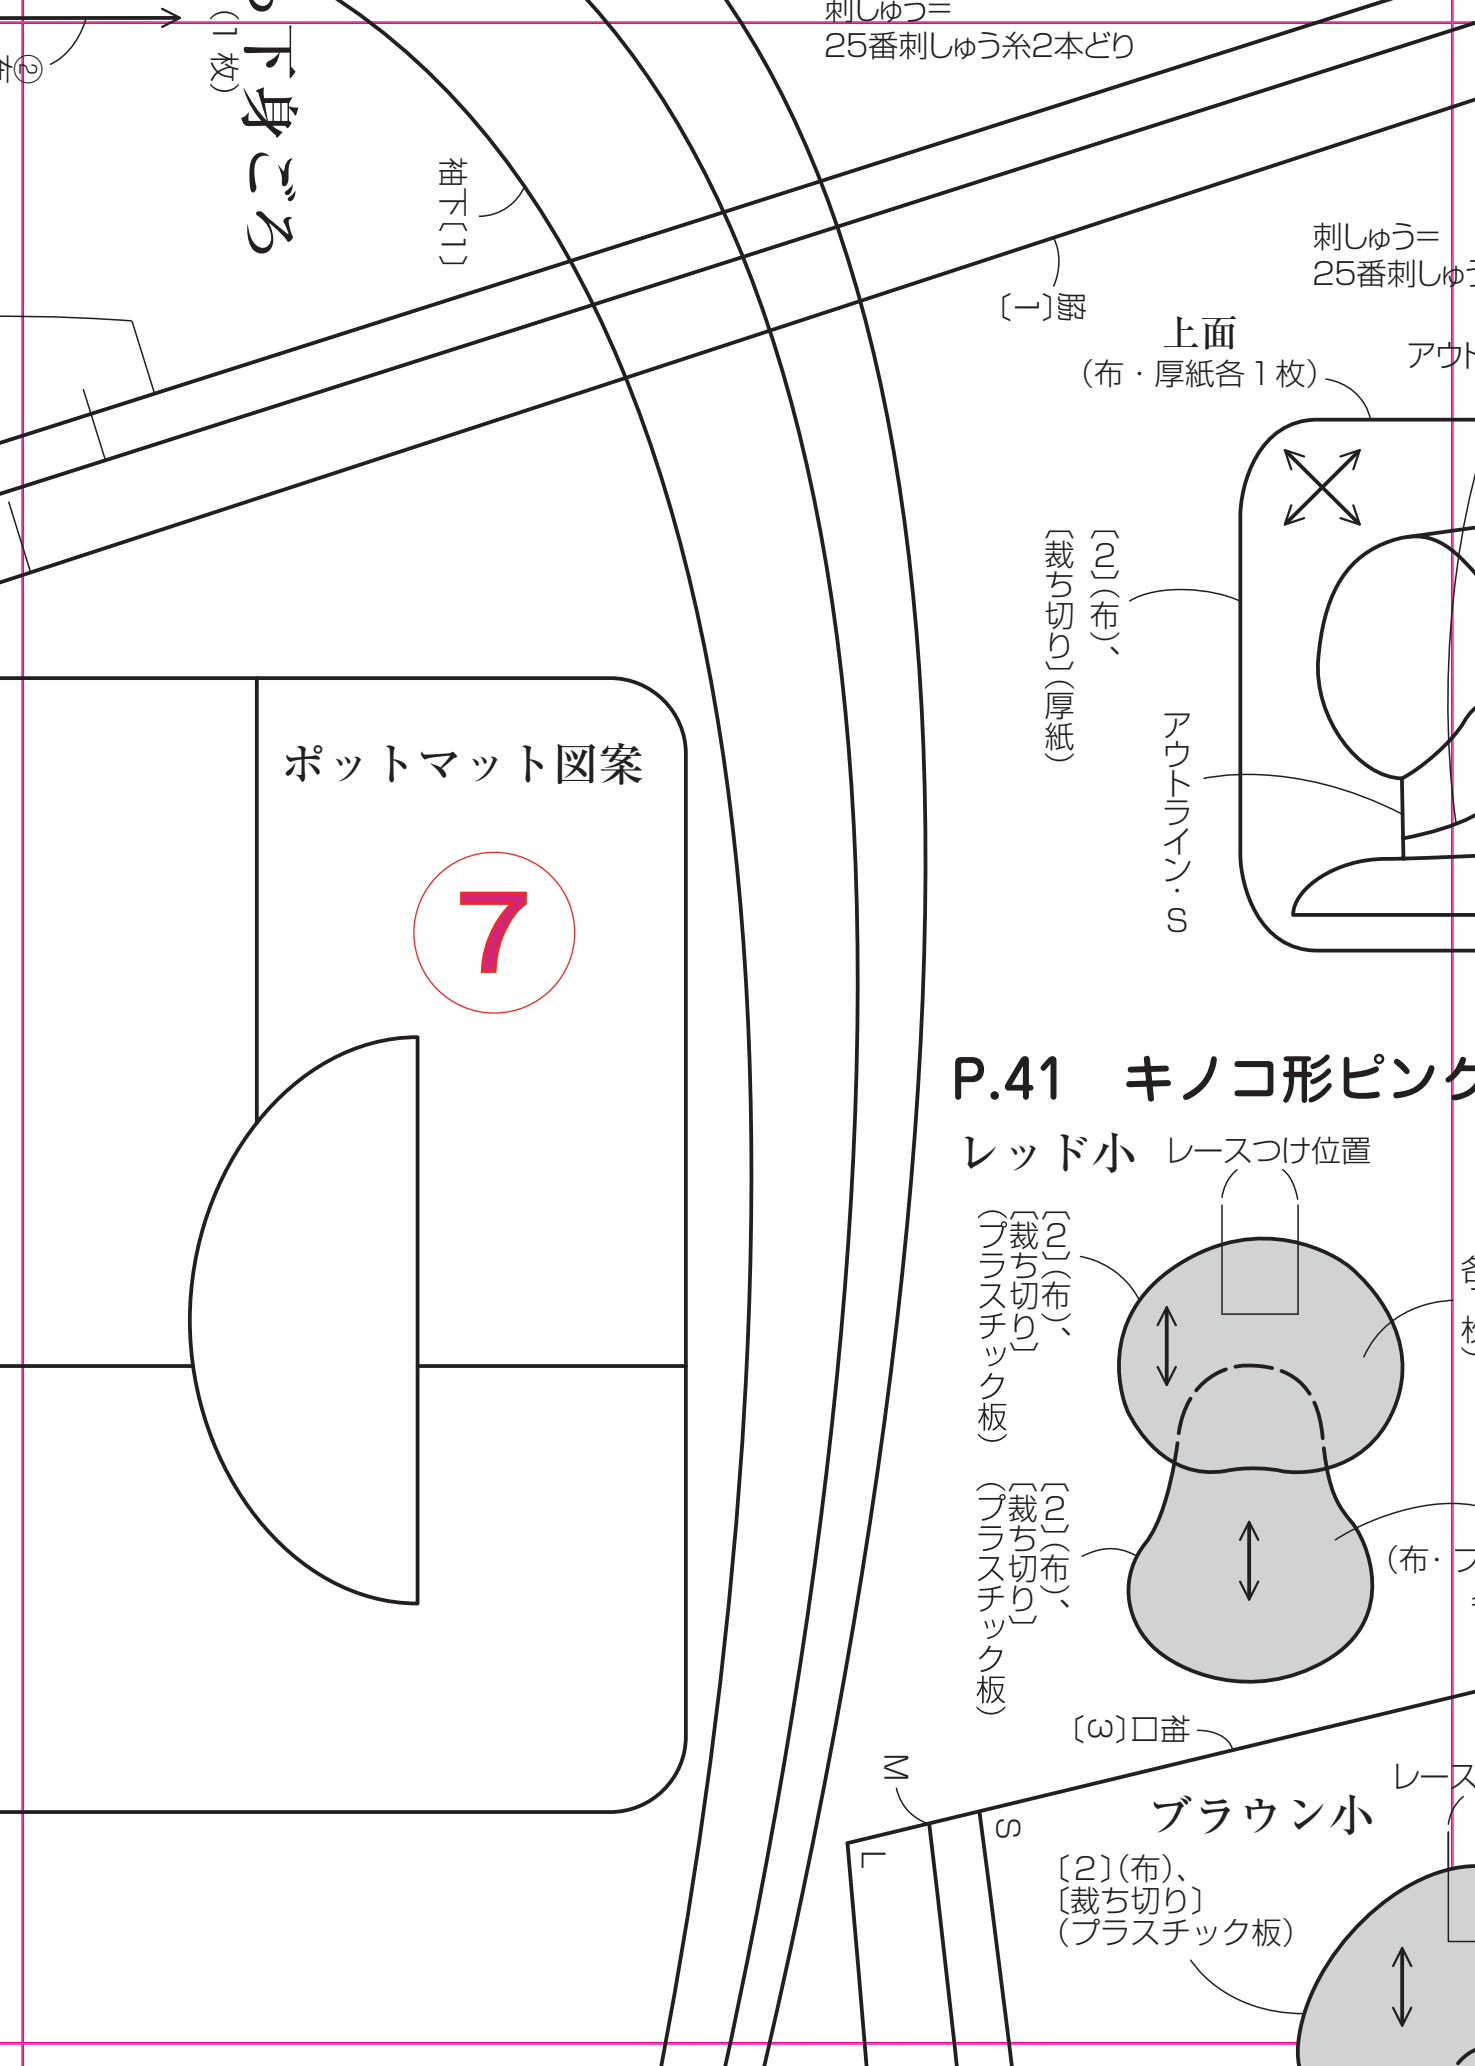 刺しゅう=
25番刺しゅう糸2本どり
下身ごろ
(1枚)
②
袖下〔1〕
脇〔1〕
刺しゅう=
25番刺しゅう
上面
(布・厚紙各1枚)
アウト
〔2〕(布)、
〔裁ち切り〕(厚紙)
アウトライン・S
ポットマット図案
7
P.41 キノコ形ピンク
レッド小
レースつけ位置
〔2〕(布)、
〔裁ち切り〕
(プラスチック板)
各
枚)
〔2〕(布)、
〔裁ち切り〕
(プラスチック板)
(布・プ
袖口〔3〕
M
S
L
レース
ブラウン小
〔2〕(布)、
〔裁ち切り〕
(プラスチック板)